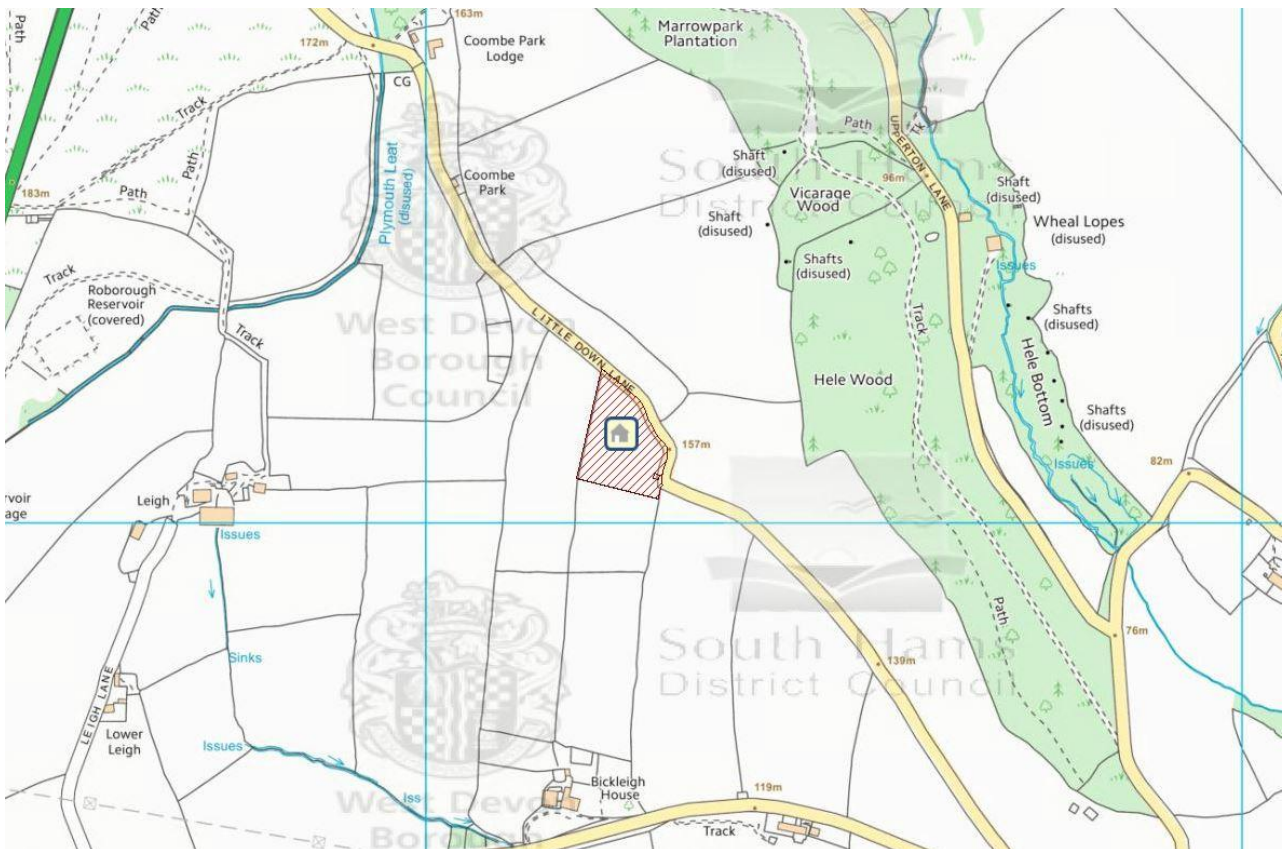 Path
Path
172m
163m
Coombe Park
Lodge
CG
Track
Path
Path
183m
Plymouth Leat
(disused)
Coombe
Park
Track
Roborough
Reservoir
(covered)
Track
LITTLE DOWN LANE
157m
Marrowpark
Plantation
Path
Tk
UPPERTON LANE
96m
Shaft
(disused)
Vicarage
Wood
Shaft
(disused)
Shafts
(disused)
Shaft
(disused)
Wheal Lopes
(disused)
Issues
Shafts
(disused)
Track
Hele Wood
Hele Bottom
Shafts
(disused)
Issues
82m
76m
Path
139m
Leigh
Issues
Sinks
LEIGH LANE
Lower
Leigh
Issues
Iss
Bickleigh
House
119m
Track
West Devon
Borough
Council
South Hams
District Council
South Hams
District Council
West Devon
Borough